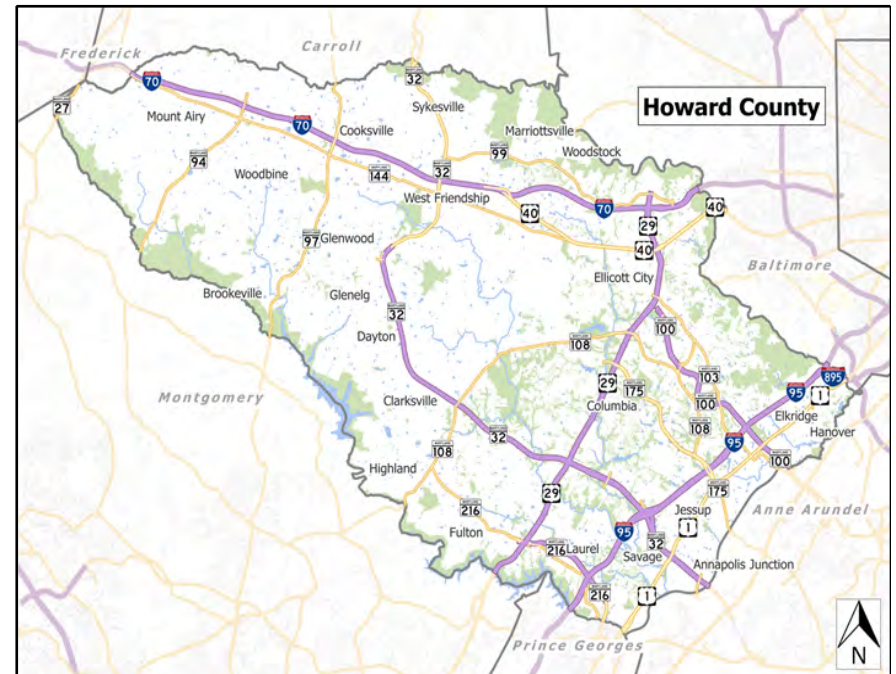 Frederick
Carroll
70
32
27
Howard County
Sykesville
Mount Airy
70
Cooksville
Marriottsville
99
Woodstock
94
144
32
Woodbine
West Friendship
40
70
40
29
97
Glenwood
40
Ellicott City
Baltimore
Brookeville
Glenelg
32
Dayton
108
100
Montgomery
29
175
103
95
895
Clarksville
Columbia
100
1
Elkridge
108
32
108
95
Hanover
Highland
100
29
175
216
Jessup
Anne Arundel
Fulton
95
1
216
Laurel
32
Savage
Annapolis Junction
216
1
Prince Georges
N